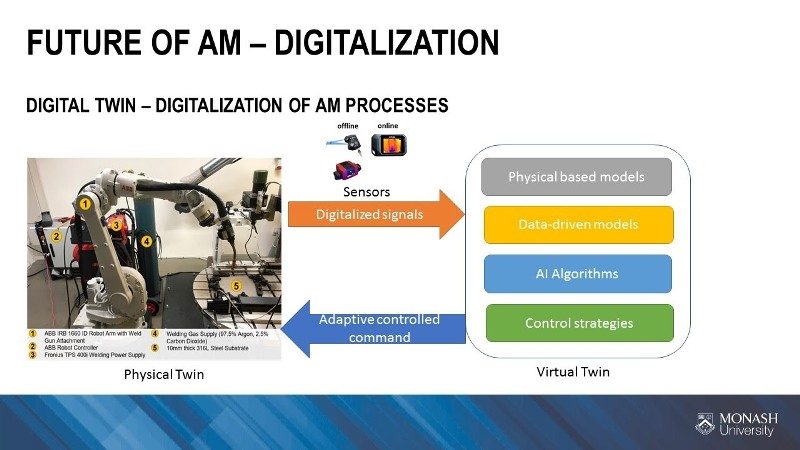 FUTURE OF AM – DIGITALIZATION
DIGITAL TWIN – DIGITALIZATION OF AM PROCESSES
offline online
Sensors
Digitalized signals
Adaptive controlled
command
Physical based models
Data-driven models
AI Algorithms
Control strategies
ABB
1
2
3
4
5
1 ABB IRB 1660 ID Robot Arm with Weld
Gun Attachment
2 ABB Robot Controller
3 Fronius TPS 400i Welding Power Supply
4 Welding Gas Supply (97.5% Argon, 2.5%
Carbon Dioxide)
5 10mm thick 316L Steel Substrate
Physical Twin
Virtual Twin
MONASH
University